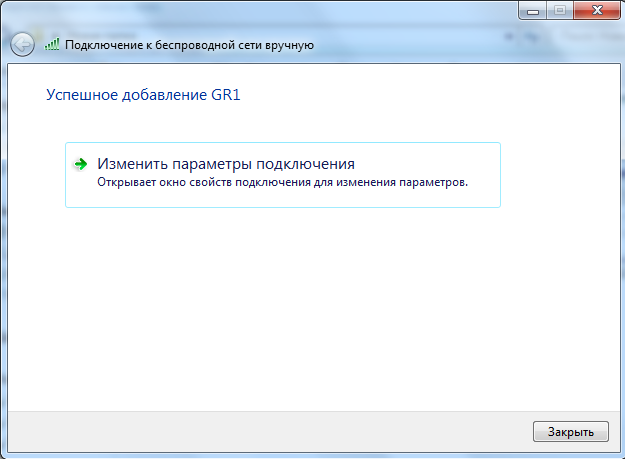 Подключение к беспроводной сети вручную
Успешное добавление GR1
Изменить параметры подключения
Открывает окно свойств подключения для изменения параметров.
Закрыть